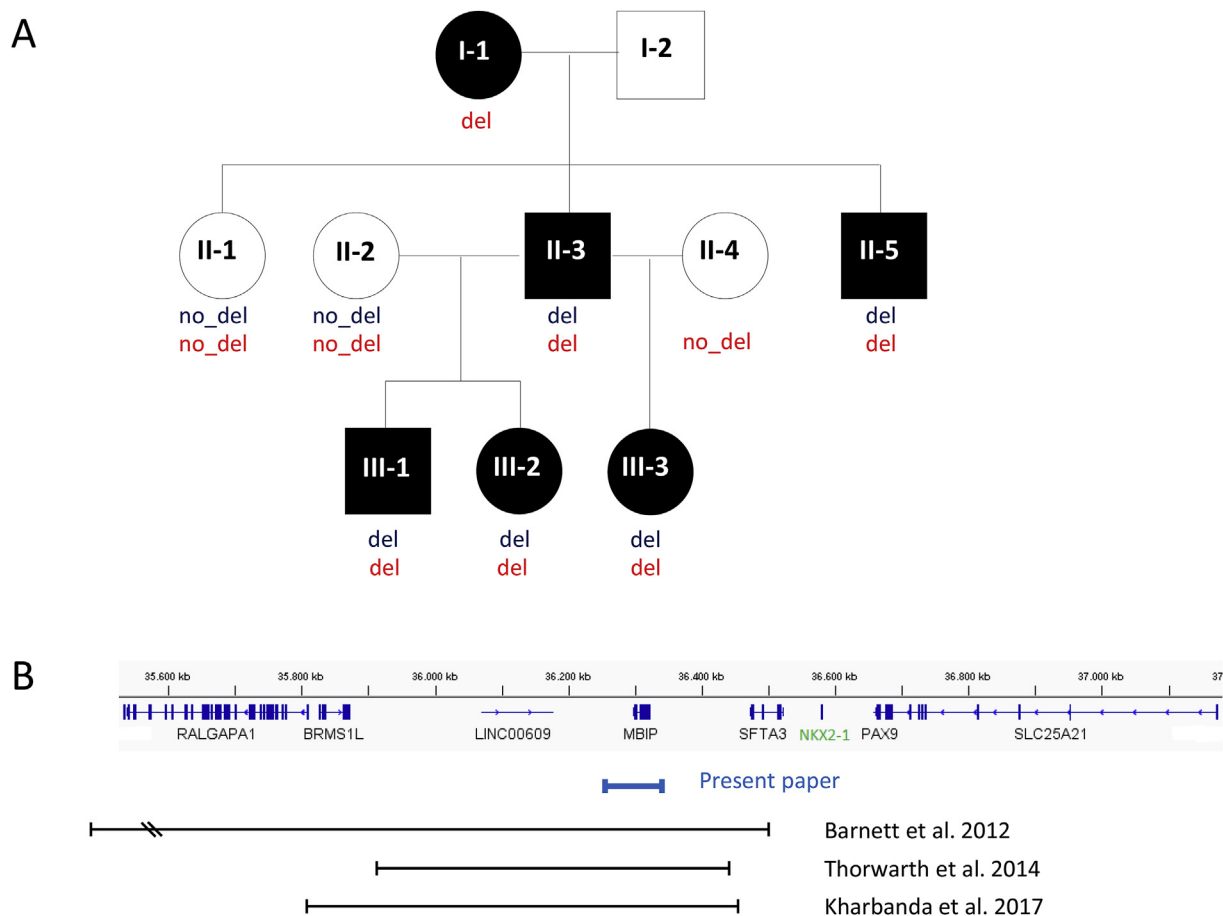 A
I-1 I-2
del
II-1 II-2 II-3 II-4 II-5
no_del no_del del del
no_del no_del del no_del del
III-1 III-2 III-3
del del del
del del del
B
35.600 kb 35.800 kb 36.000 kb 36.200 kb 36.400 kb 36.600 kb 36.800 kb 37.000 kb 37
RALGAPA1 BRMS1L LINC00609 MBIP SFTA3 NKX2-1 PAX9 SLC25A21
Present paper
Barnett et al. 2012
Thorwarth et al. 2014
Kharbanda et al. 2017